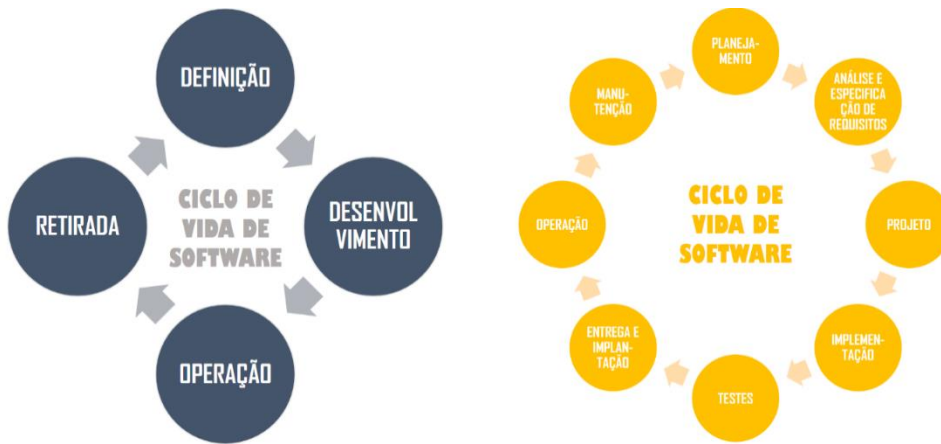 DEFINIÇÃO
DESENVOL
VIMENTO
OPERAÇÃO
RETIRADA
CICLO DE
VIDA DE
SOFTWARE
PLANEJA-
MENTO
ANÁLISE E
ESPECIFICA
ÇÃO DE
REQUISITOS
PROJETO
IMPLEMEN-
TAÇÃO
TESTES
ENTREGA E
IMPLAN-
TAÇÃO
OPERAÇÃO
MANU-
TENÇÃO
CICLO DE
VIDA DE
SOFTWARE